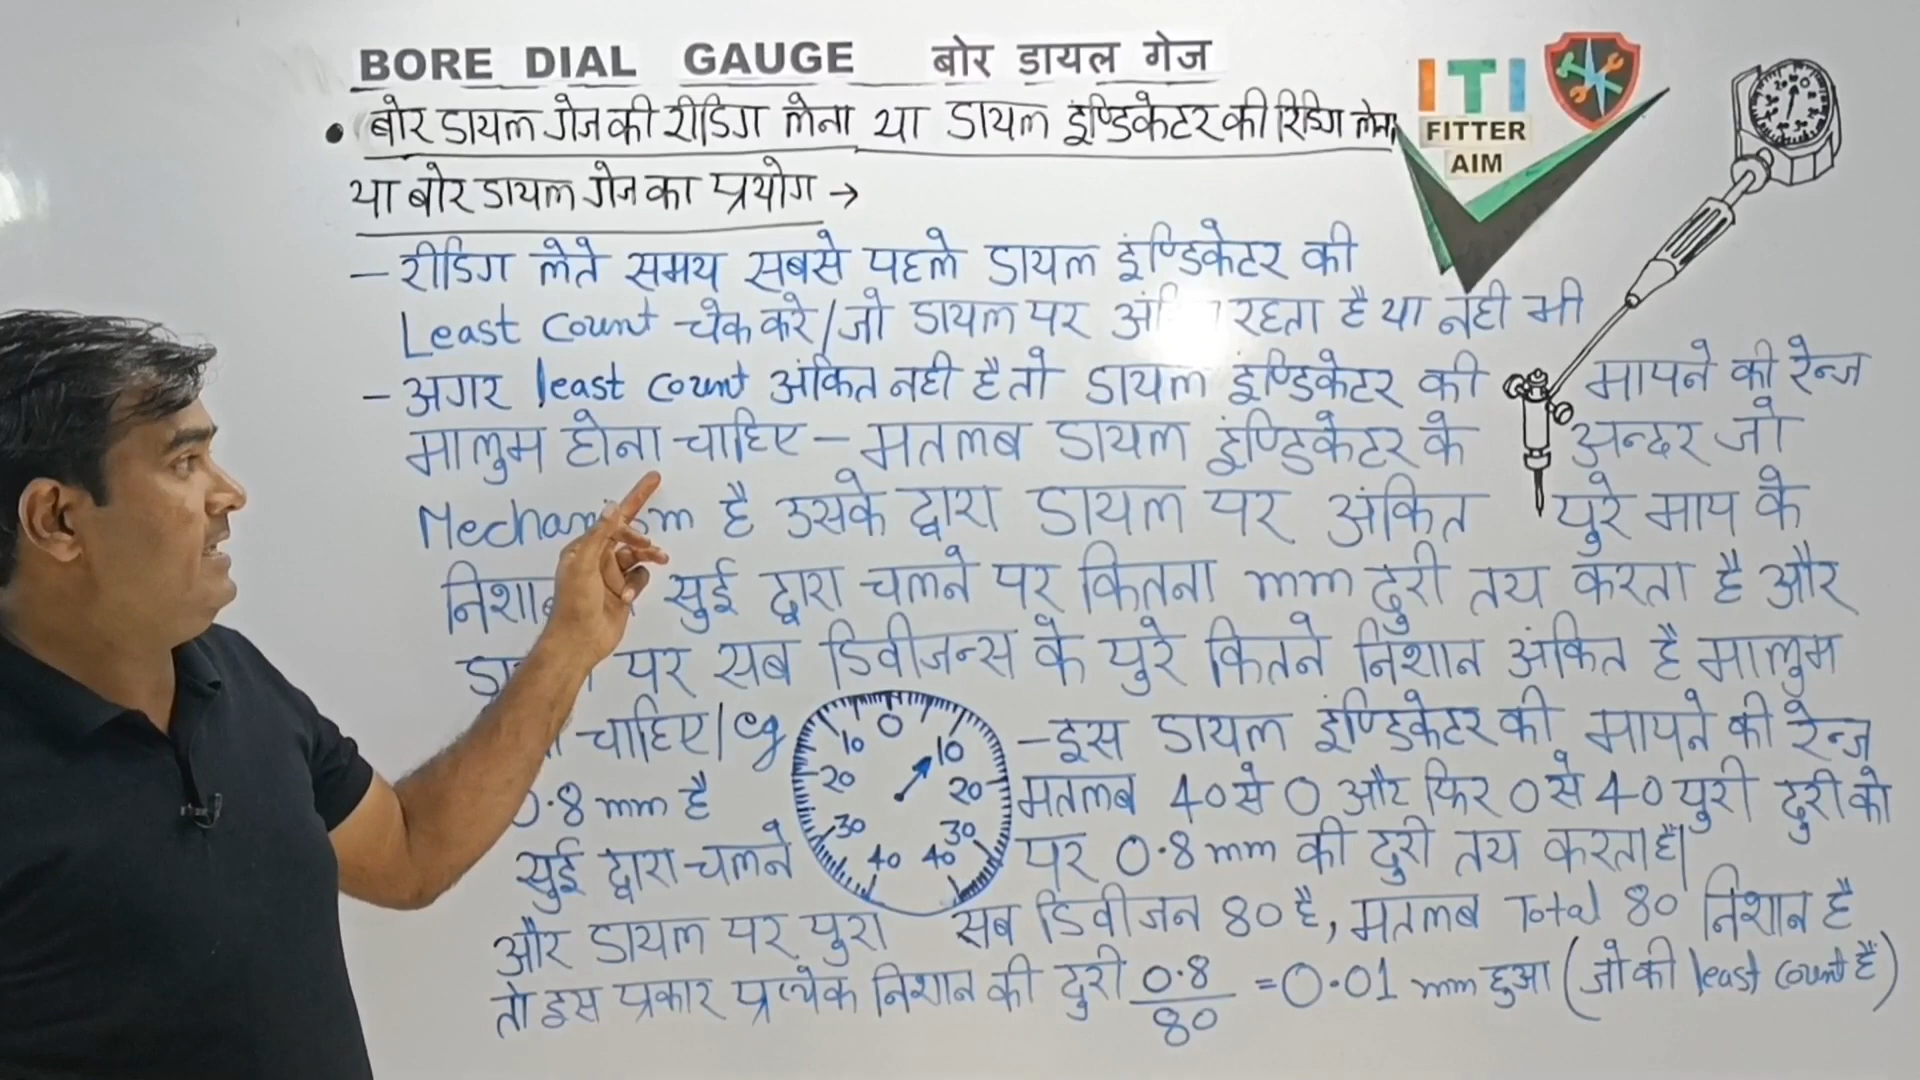 BORE DIAL GAUGE बोर डायल गेज
• बोर डायल गेज की रीडिंग लेना या डायल इण्डिकेटर की रिडिंग लेना
या बोर डायल गेज का प्रयोग →
ITI
FITTER
AIM
– रीडिंग लेते समय सबसे पहले डायल इंण्डिकेटर की
Least Count चेक करे/जो डायल पर रहता है या नही भी
– अगर least count अंकित नही है तो डायल इंण्डिकेटर की मापने की रेन्ज
मालुम होना चाहिए – मतलब डायल इंण्डिकेटर के अन्दर जो
Mechanism है उसके द्वारा डायल पर अंकित पुरे माप के
सुई द्वारा चलने पर कितना mm दुरी तय करता है और
पर सब डिवीजन्स के पुरे कितने निशान अंकित है मालुम
चाहिए/eg – इस डायल इंण्डिकेटर की मापने की रेन्ज
0.8 mm है मतलब 40 से 0 और फिर 0 से 40 पुरी दुरी को
सुई द्वारा चलने पर 0.8 mm की दुरी तय करता है।
0
10 10
20 20
30 30
40 40
और डायल पर पुरा सब डिवीजन 80 है, मतलब Total 80 निशान है
तो इस प्रकार प्रत्येक निशान की दुरी 0.8/80 = 0.01 mm हुआ (जो की least count है)